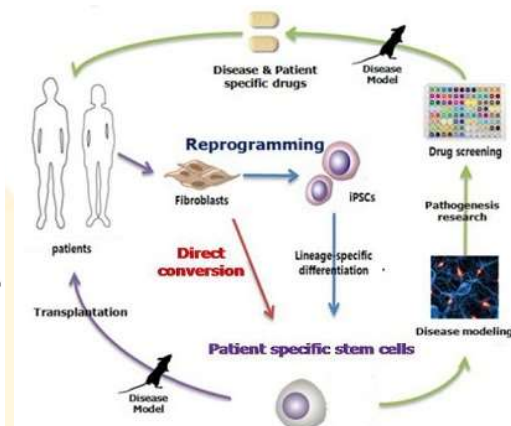 Disease & Patient
specific drugs
Disease
Model
Reprogramming
Drug screening
Fibroblasts
iPSCs
patients
Pathogenesis
research
Direct
conversion
Lineage-specific
differentiation
Transplantation
Disease modeling
Patient specific stem cells
Disease
Model